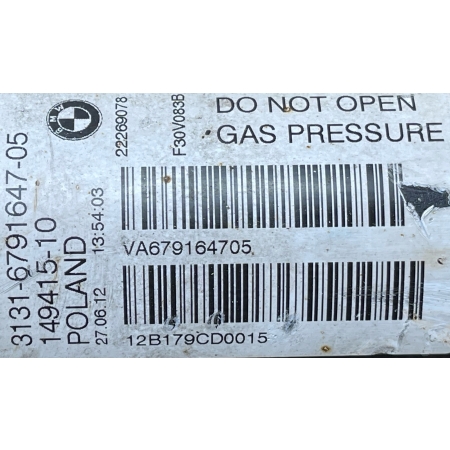 BMW
3131-6791647-05
149415-10
POLAND
27.06.12 13:54:03
22269078
F30V083B
DO NOT OPEN
GAS PRESSURE
VA679164705
12B179CD0015